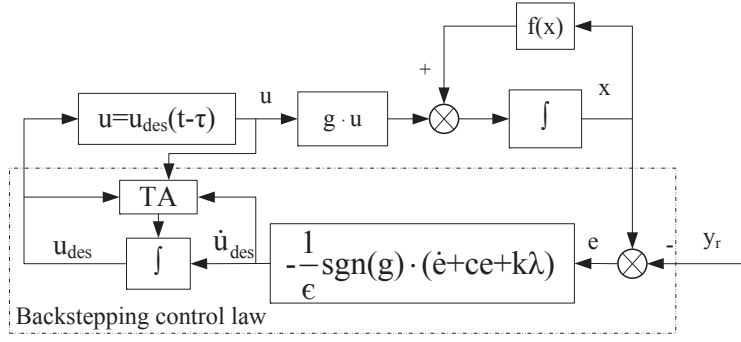 f(x)
+
u
x
u=u_des(t-τ)
g · u
∫
TA
u_des
∫
u̇_des
-1/ϵ sgn(g)·(ė+ce+kλ)
e
-
y_r
Backstepping control law